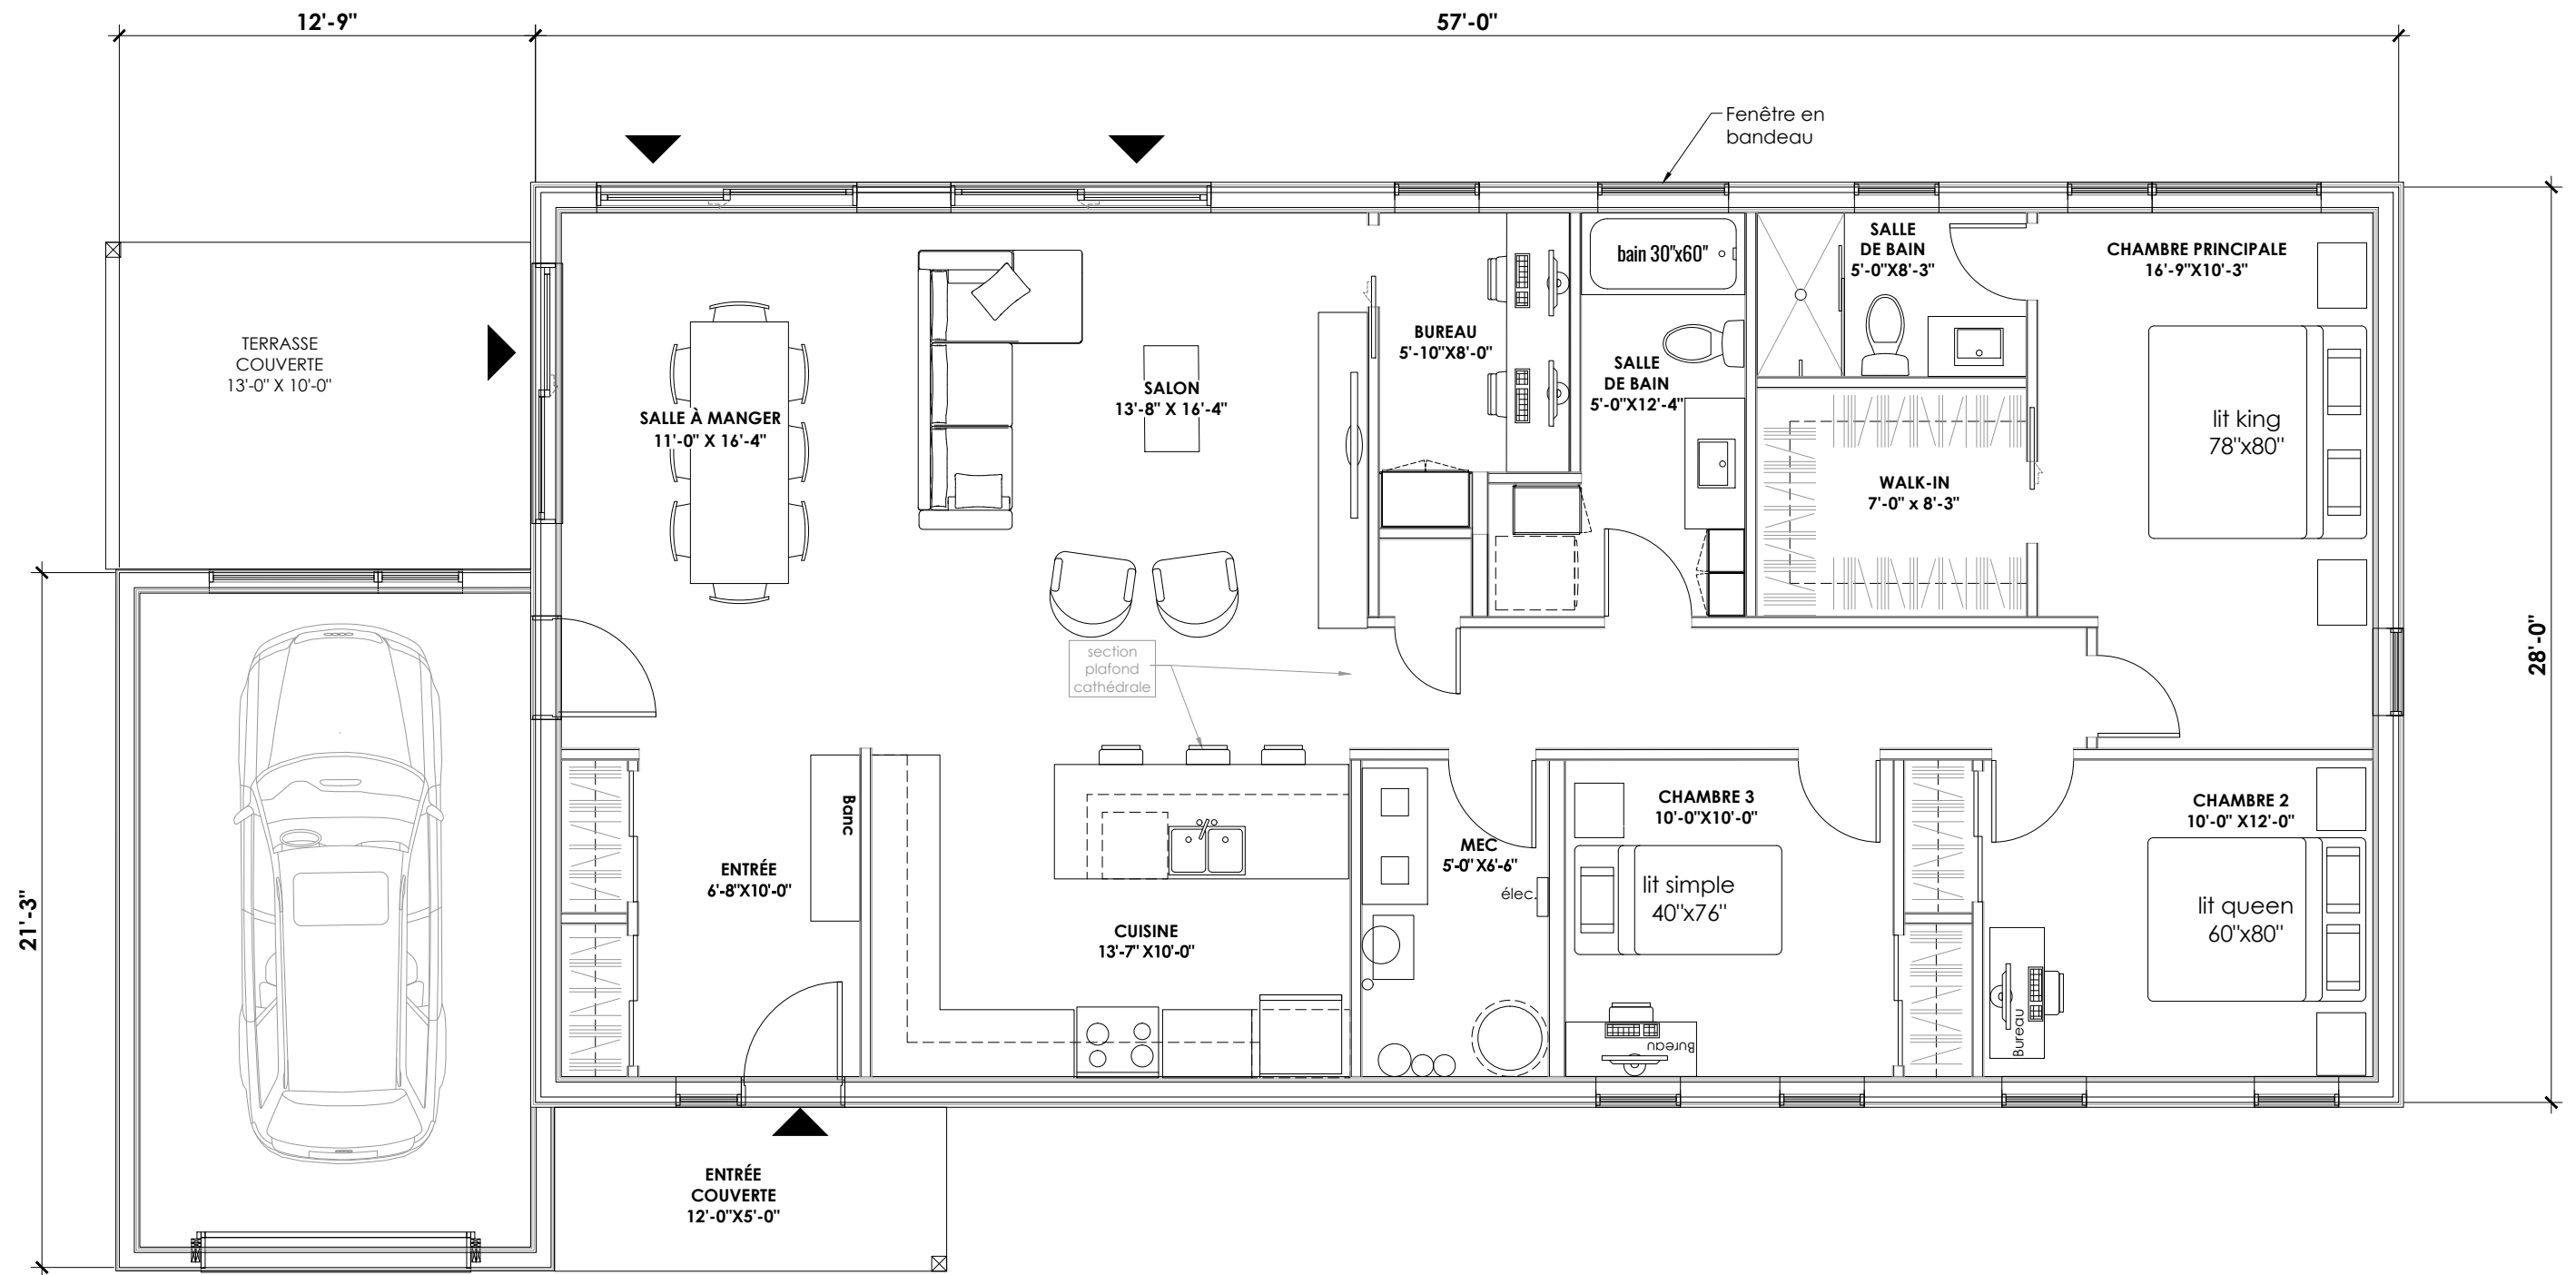 12'-9"
57'-0"
Fenêtre en
bandeau
SALLE
DE BAIN
5'-0"X8'-3"
CHAMBRE PRINCIPALE
16'-9"X10'-3"
bain 30"x60"
TERRASSE
COUVERTE
13'-0" X 10'-0"
BUREAU
5'-10"X8'-0"
SALLE
DE BAIN
5'-0"X12'-4"
SALON
13'-8" X 16'-4"
SALLE À MANGER
11'-0" X 16'-4"
lit king
78"x80"
WALK-IN
7'-0" x 8'-3"
section
plafond
cathédrale
28'-0"
Banc
CHAMBRE 3
10'-0"X10'-0"
CHAMBRE 2
10'-0" X12'-0"
MEC
5'-0"X6'-6"
élec.
ENTRÉE
6'-8"X10'-0"
lit simple
40"x76"
lit queen
60"x80"
21'-3"
CUISINE
13'-7" X10'-0"
Bureau
Bureau
ENTRÉE
COUVERTE
12'-0"X5'-0"